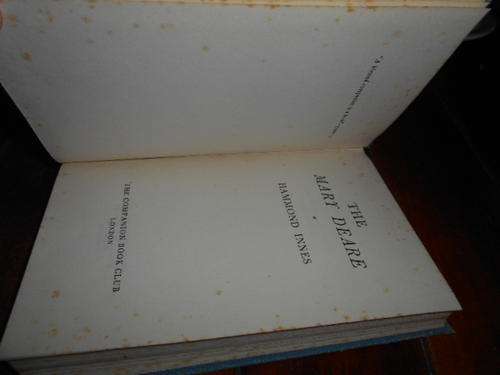 THE
MARY DEARE
HAMMOND INNES
THE COMPANION BOOK CLUB
LONDON